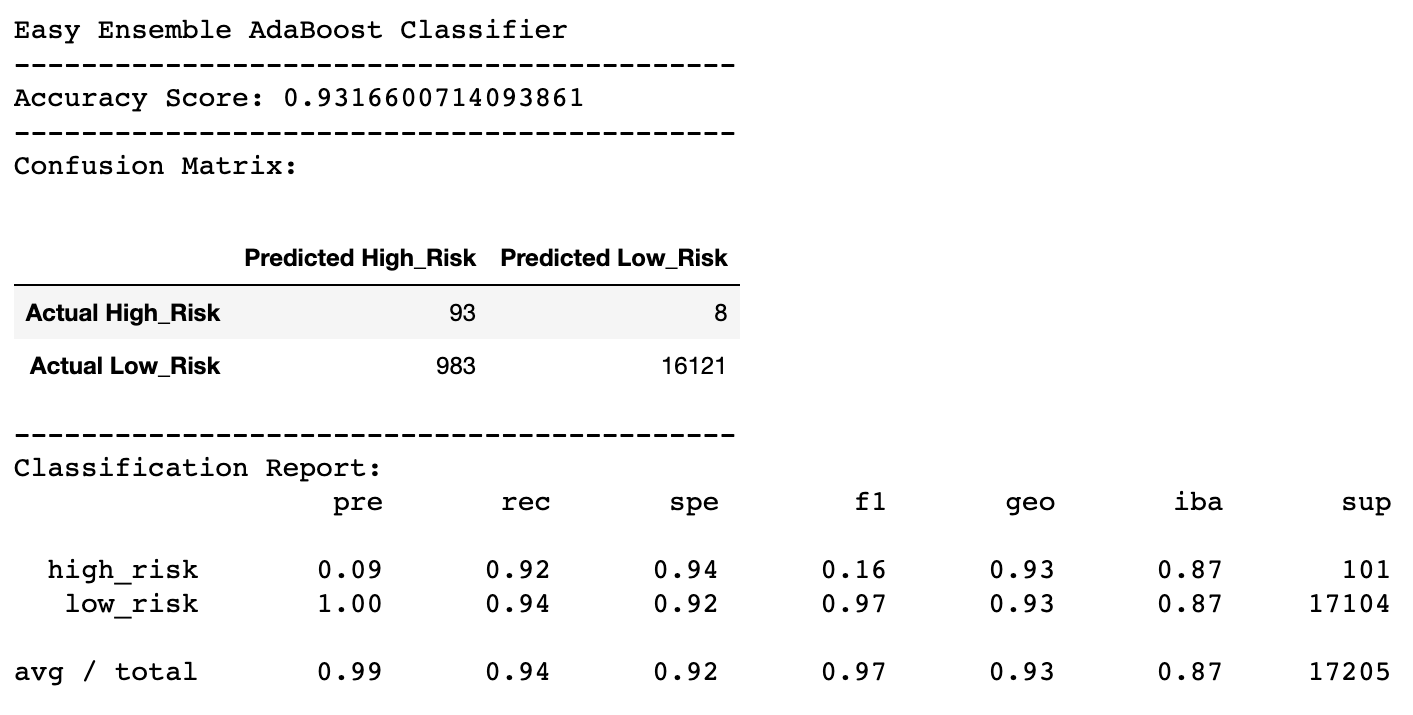 Easy Ensemble AdaBoost Classifier
-------------------------------------------
Accuracy Score: 0.9316600714093861
-------------------------------------------
Confusion Matrix:
Predicted High_Risk Predicted Low_Risk
Actual High_Risk 93 8
Actual Low_Risk 983 16121
-------------------------------------------
Classification Report:
pre rec spe f1 geo iba sup
high_risk 0.09 0.92 0.94 0.16 0.93 0.87 101
low_risk 1.00 0.94 0.92 0.97 0.93 0.87 17104
avg / total 0.99 0.94 0.92 0.97 0.93 0.87 17205